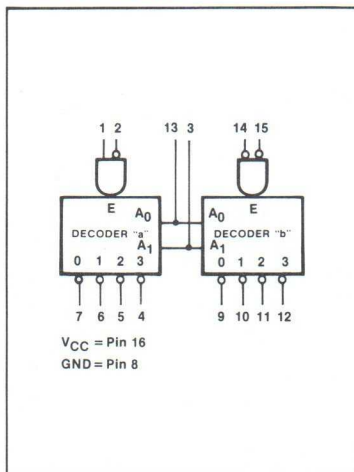 1 2 13 3 14 15
E A₀ A₀ E
DECODER "a" A₁ A₁ DECODER "b"
0 1 2 3 0 1 2 3
7 6 5 4 9 10 11 12
VCC = Pin 16
GND = Pin 8